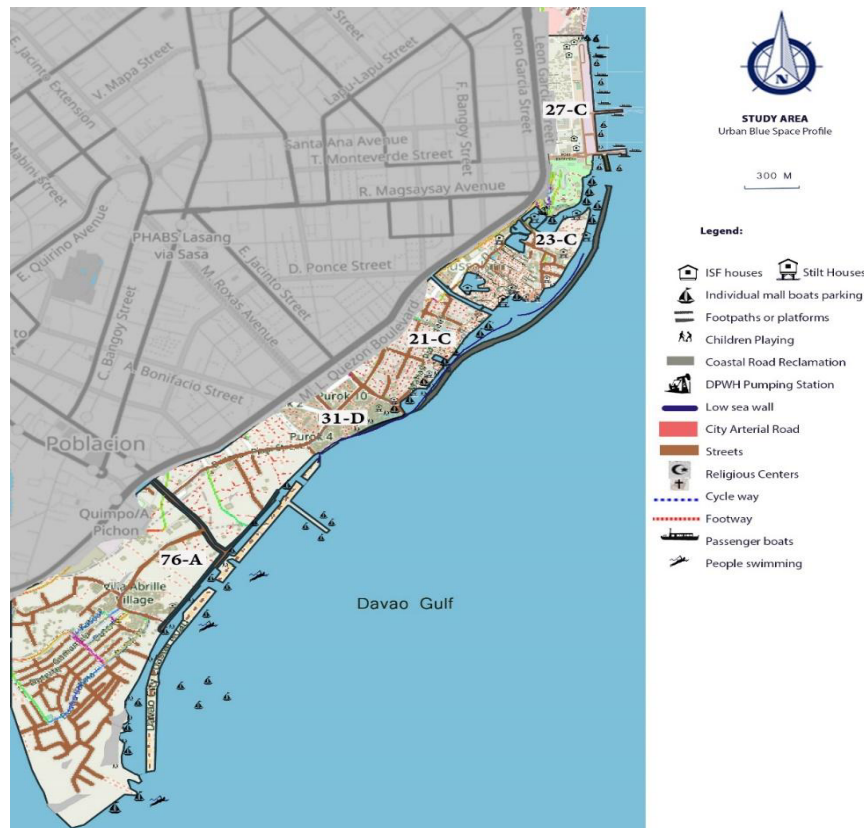 E. Jacinto Extension
V. Mapa Street
Lapu-Lapu Street
Leon Garcia Street
Leon Garcia Street
F. Bangoy Street
27-C
Mabini Street
Santa Ana Avenue
T. Monteverde Street
R. Magsaysay Avenue
E. Quirino Avenue
PHABS Lasang
via Sasa
E. Jacinto Street
M. Roxas Avenue
D. Ponce Street
23-C
C. Bangoy Street
A. Bonifacio Street
M. L. Quezon Boulevard
21-C
Purok 10
31-D
Purok 4
Poblacion
Quimpo/A.
Pichon
76-A
Village
Davao Gulf
N
STUDY AREA
Urban Blue Space Profile
300 M
Legend:
ISF houses
Stilt Houses
Individual mall boats parking
Footpaths or platforms
Children Playing
Coastal Road Reclamation
DPWH Pumping Station
Low sea wall
City Arterial Road
Streets
Religious Centers
Cycle way
Footway
Passenger boats
People swimming